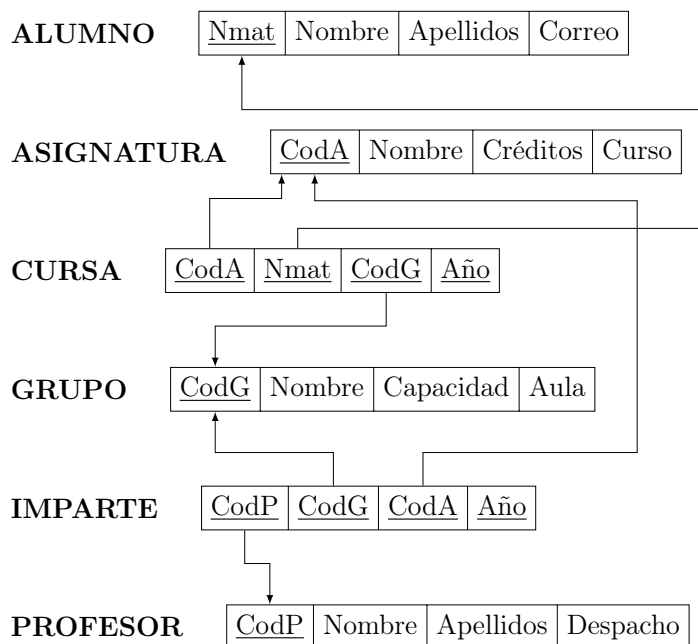 ALUMNO Nmat Nombre Apellidos Correo
ASIGNATURA CodA Nombre Créditos Curso
CURSA CodA Nmat CodG Año
GRUPO CodG Nombre Capacidad Aula
IMPARTE CodP CodG CodA Año
PROFESOR CodP Nombre Apellidos Despacho